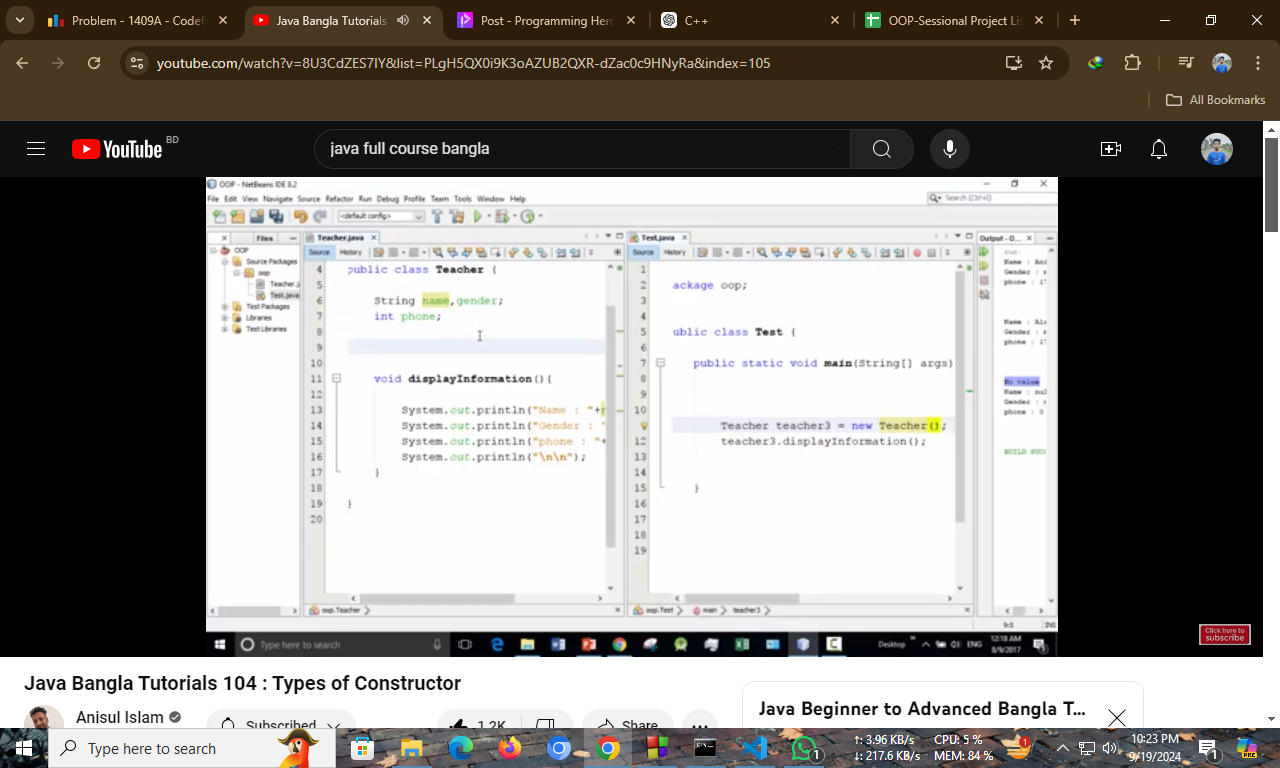 Problem - 1409A - Codef
Java Bangla Tutorials
Post - Programming Hero
C++
OOP-Sessional Project Li
youtube.com/watch?v=8U3CdZES7IY&list=PLgH5QX0i9K3oAZUB2QXR-dZac0c9HNyRa&index=105
All Bookmarks
YouTube BD
java full course bangla
OOP - NetBeans IDE 8.2
File Edit View Navigate Source Refactor Run Debug Profile Team Tools Window Help
Search (Ctrl+I)
<default config>
Files
Teacher.java
Test.java
Output - O...
Source History
Source History
OOP
Source Packages
oop
Teacher.j
Test.java
Test Packages
Libraries
Test Libraries
4 public class Teacher {
5
6 String name,gender;
7 int phone;
8
9
10
11 void displayInformation(){
12
13 System.out.println("Name : "+
14 System.out.println("Gender : "
15 System.out.println("phone : "+
16 System.out.println("\n\n");
17 }
18
19 }
20
1
2 ackage oop;
3
4
5 ublic class Test {
6
7 public static void main(String[] args)
8
9
10
Teacher teacher3 = new Teacher();
12 teacher3.displayInformation();
13
14
15 }
16
17
18
19
run:
Name : An
Gender :
phone : 17
Name : Al
Gender :
phone : 17
No value
Name : nul
Gender :
phone : 0
BUILD SUCC
oop.Teacher
oop.Test main teacher3
9:5 INS
Type here to search
Desktop
ENG
12:18 AM
8/9/2017
Click here to
subscribe
Java Bangla Tutorials 104 : Types of Constructor
Anisul Islam
Subscribed
1.2K
Share
Java Beginner to Advanced Bangla T...
Type here to search
1
↑: 3.96 KB/s
↓: 217.6 KB/s
CPU: 5 %
MEM: 84 %
1
10:23 PM
9/19/2024
1
PRE